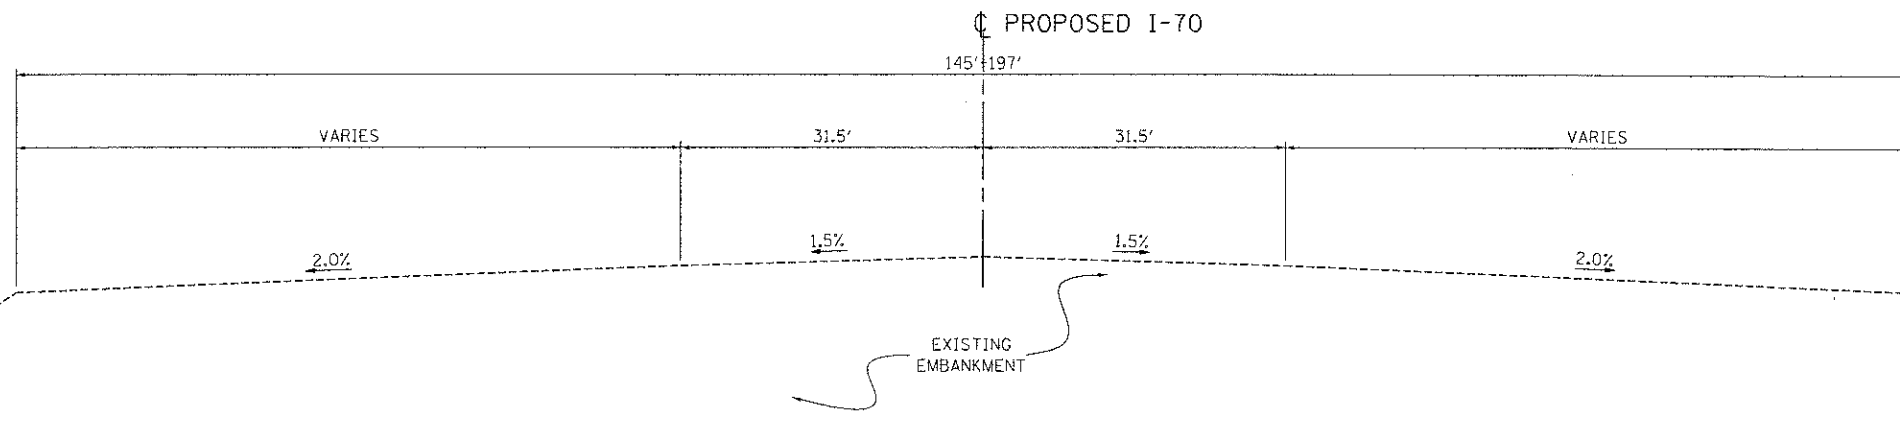 ℄ PROPOSED I-70
145'-197'
VARIES
31.5'
31.5'
VARIES
2.0%
1.5%
1.5%
2.0%
EXISTING
EMBANKMENT